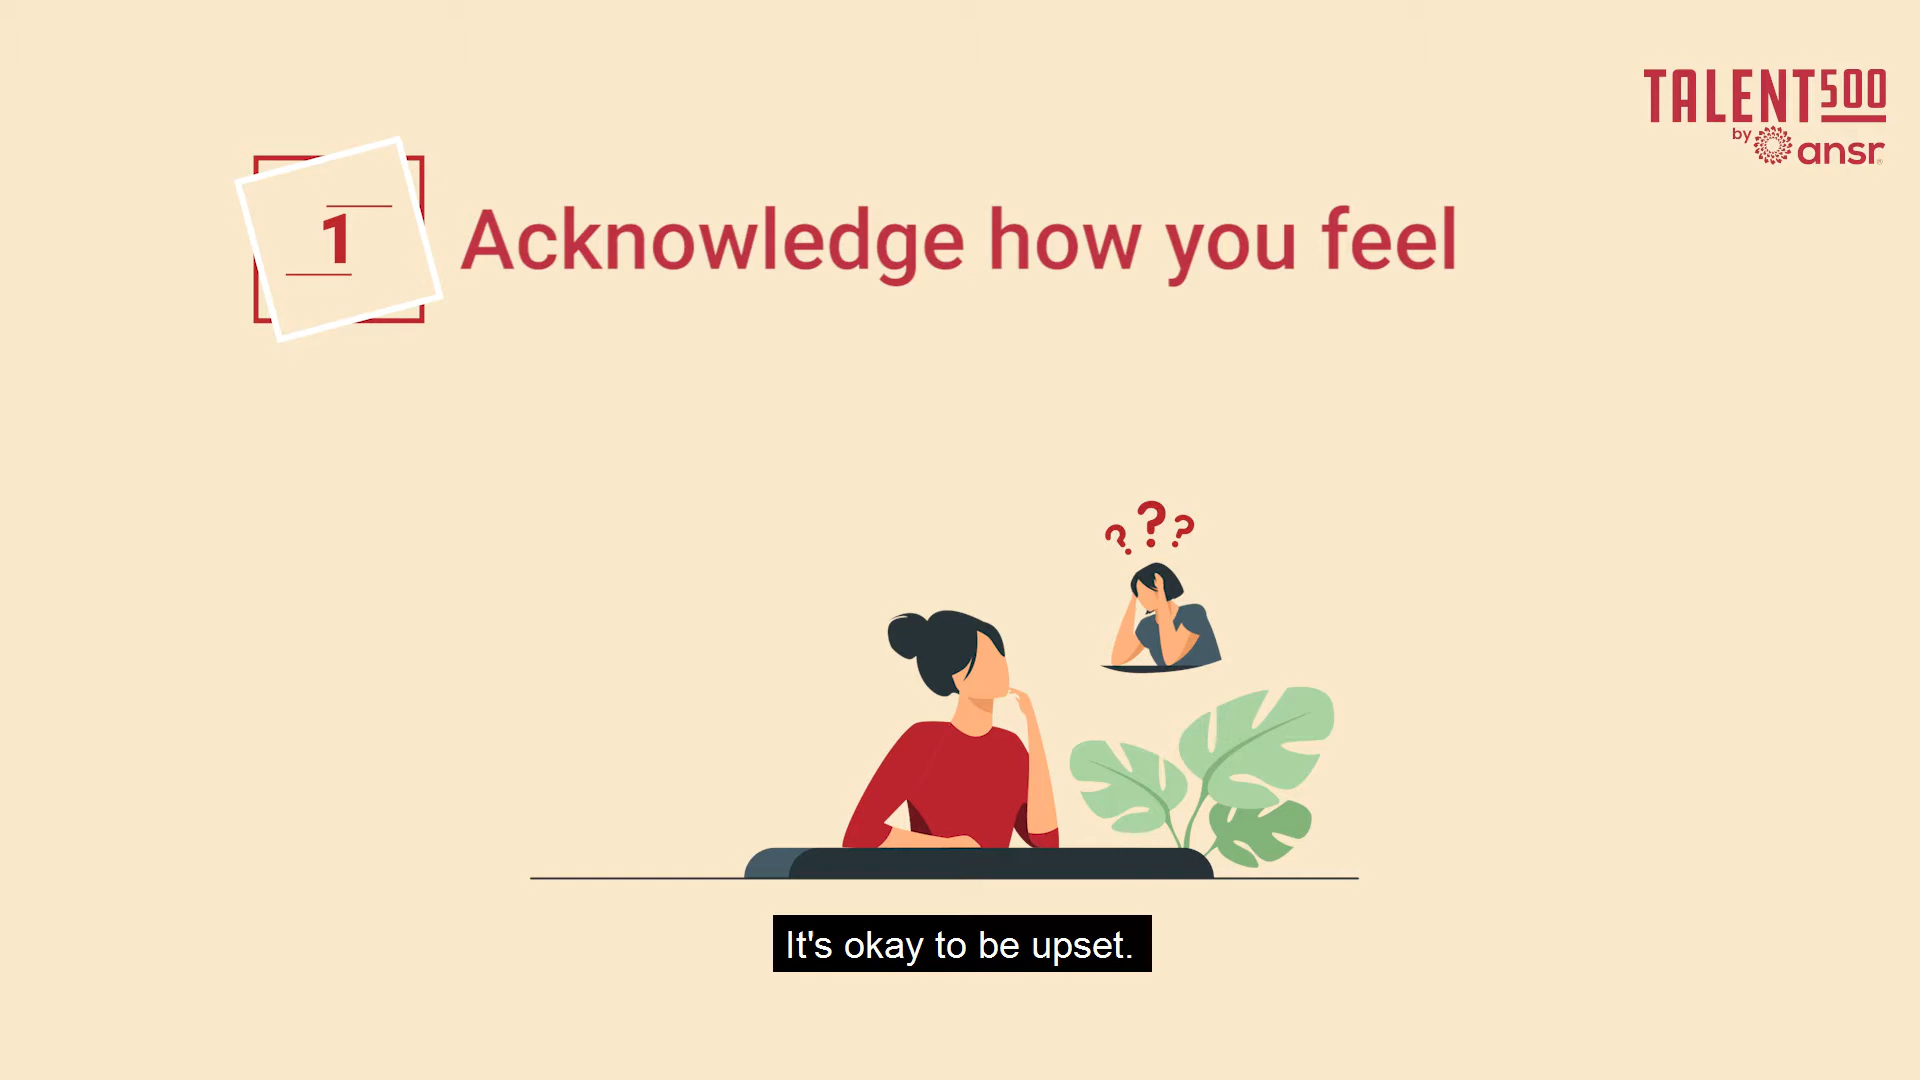 TALENT500
by ansr
1 Acknowledge how you feel
???
It's okay to be upset.